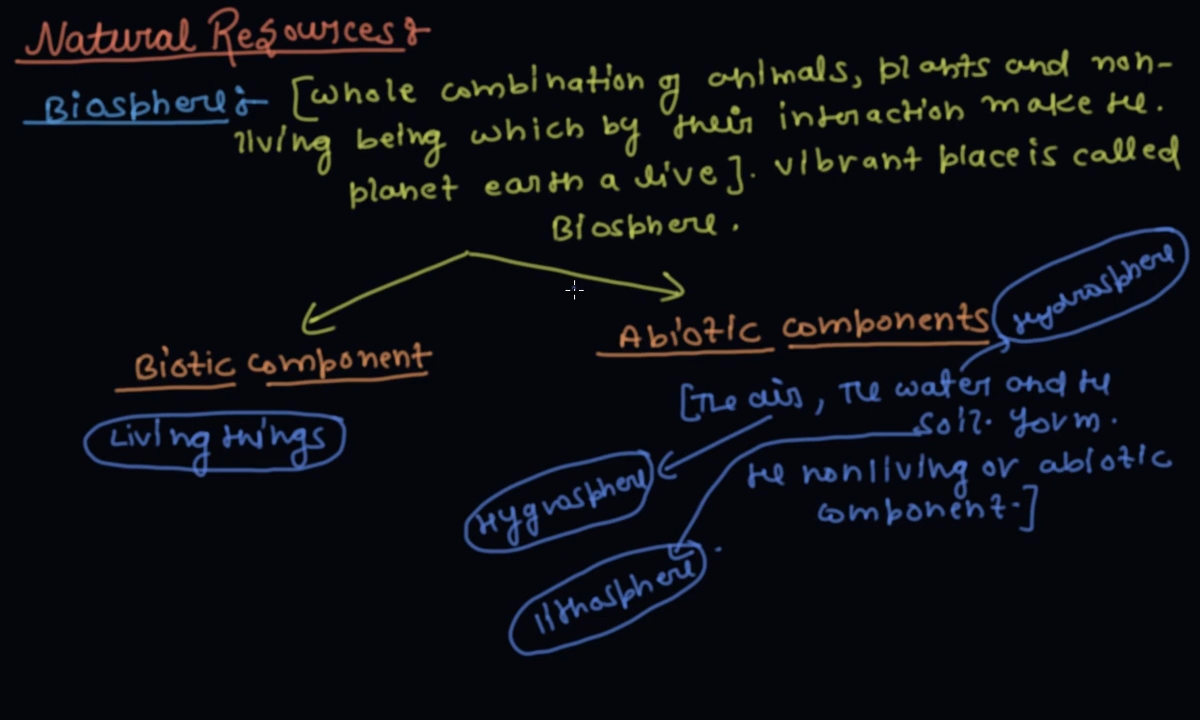 Natural Resources:
Biosphere:- [whole combination of animals, plants and non-
living being which by their interaction make the.
planet earth a live]. vibrant place is called
Biosphere.
Biotic component
Abiotic components
Hydrosphere
Living things
[The air, The water and the
soil. form.
the nonliving or abiotic
component.]
Hygrosphere
lithosphere